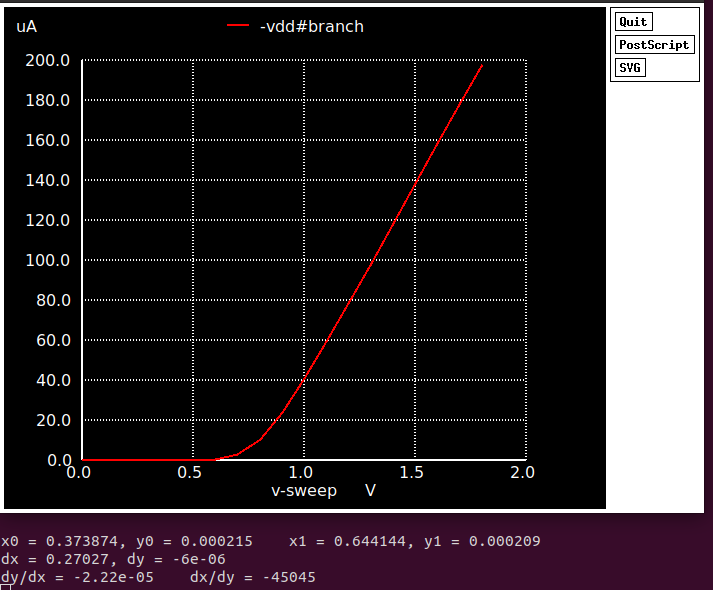 uA -vdd#branch
Quit
PostScript
SVG
200.0
180.0
160.0
140.0
120.0
100.0
80.0
60.0
40.0
20.0
0.0
0.0 0.5 1.0 1.5 2.0
v-sweep V
x0 = 0.373874, y0 = 0.000215 x1 = 0.644144, y1 = 0.000209
dx = 0.27027, dy = -6e-06
dy/dx = -2.22e-05 dx/dy = -45045